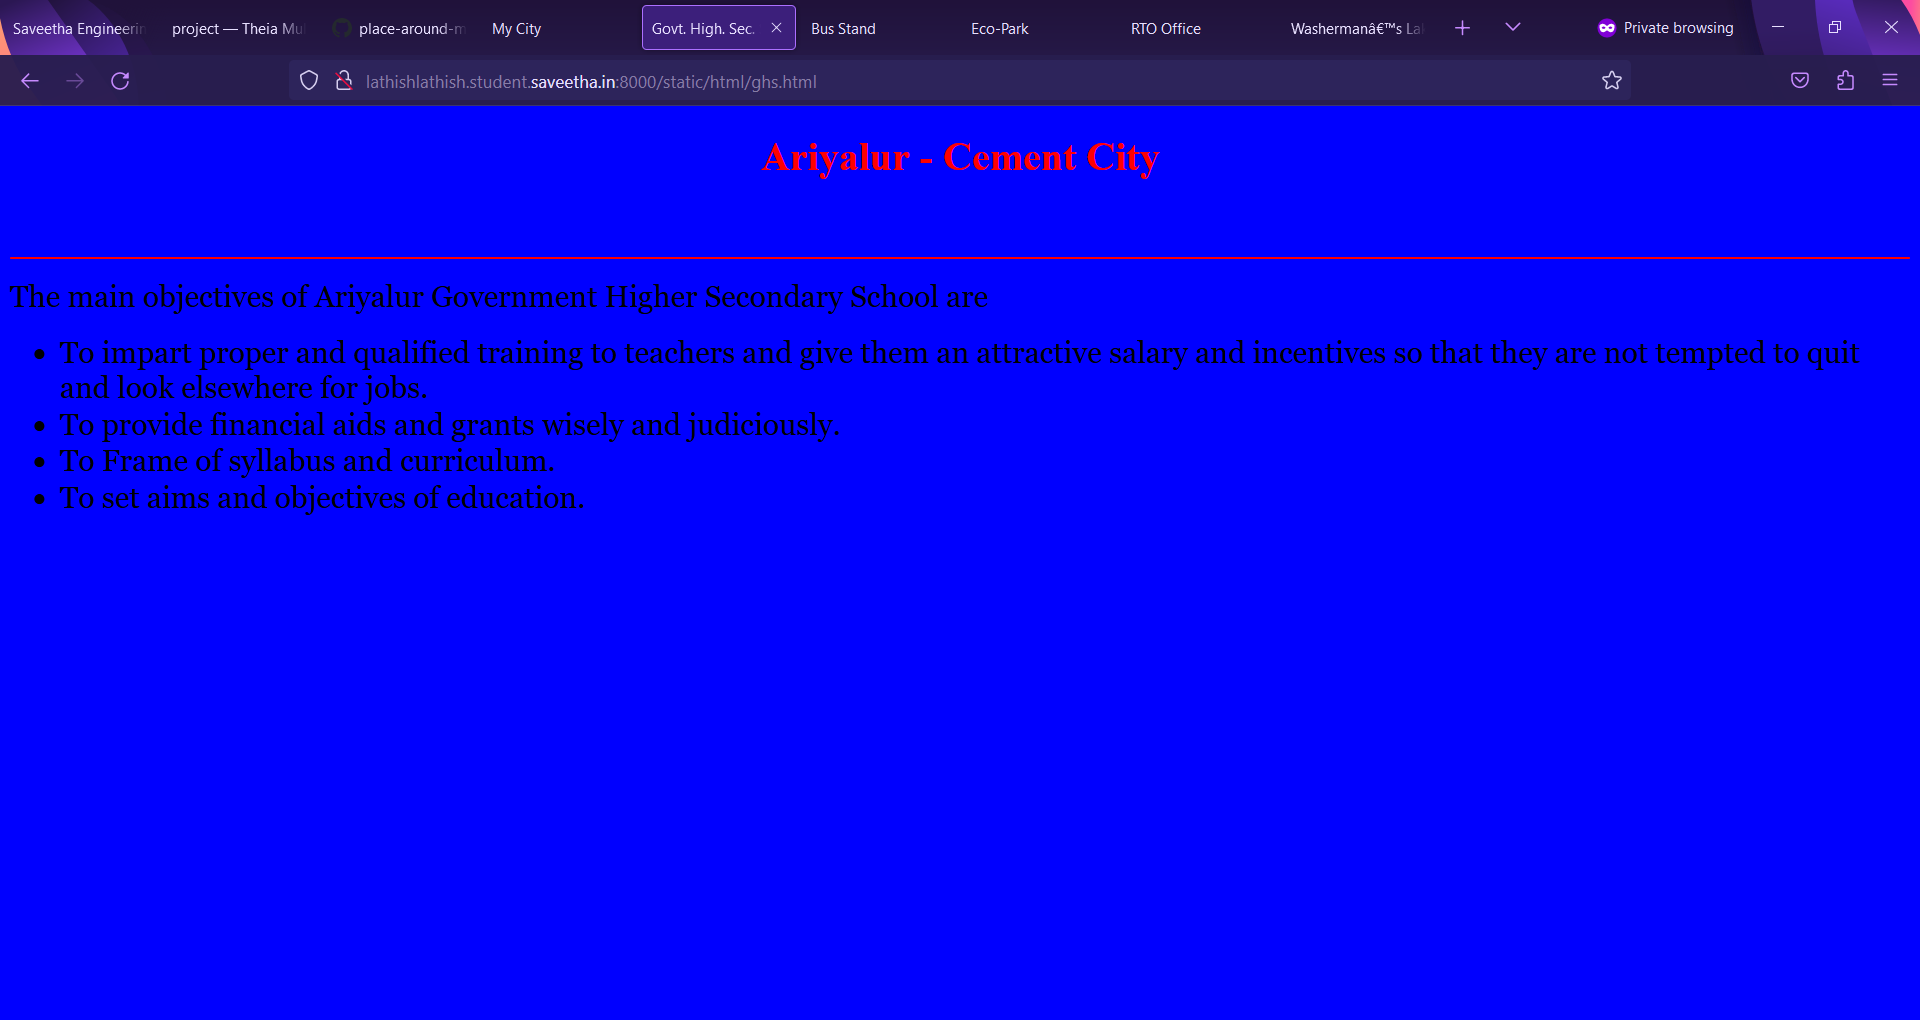 Saveetha Engineerin
project — Theia Mul
place-around-m
My City
Govt. High. Sec.
Bus Stand
Eco-Park
RTO Office
Washermanâ€™s Lak
Private browsing
lathishlathish.student.saveetha.in:8000/static/html/ghs.html
Ariyalur - Cement City
The main objectives of Ariyalur Government Higher Secondary School are
• To impart proper and qualified training to teachers and give them an attractive salary and incentives so that they are not tempted to quit
and look elsewhere for jobs.
• To provide financial aids and grants wisely and judiciously.
• To Frame of syllabus and curriculum.
• To set aims and objectives of education.